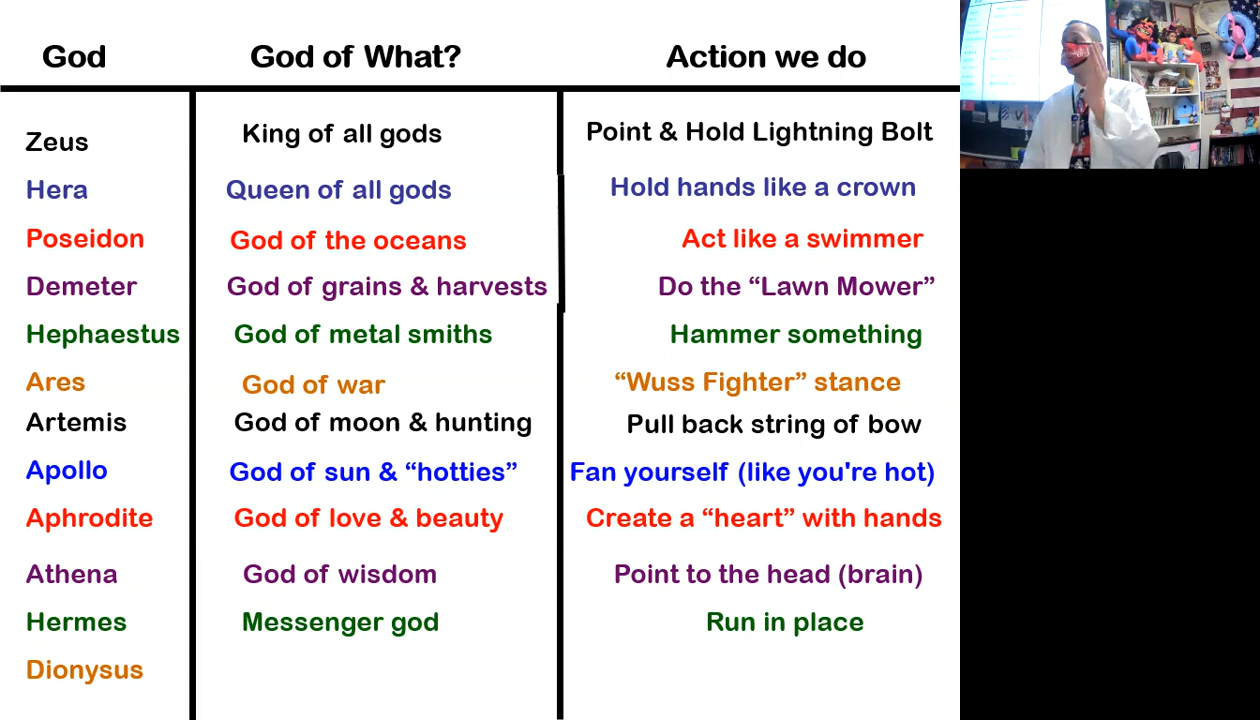 God God of What? Action we do
Zeus King of all gods Point & Hold Lightning Bolt
Hera Queen of all gods Hold hands like a crown
Poseidon God of the oceans Act like a swimmer
Demeter God of grains & harvests Do the “Lawn Mower”
Hephaestus God of metal smiths Hammer something
Ares God of war “Wuss Fighter” stance
Artemis God of moon & hunting Pull back string of bow
Apollo God of sun & “hotties” Fan yourself (like you're hot)
Aphrodite God of love & beauty Create a “heart” with hands
Athena God of wisdom Point to the head (brain)
Hermes Messenger god Run in place
Dionysus